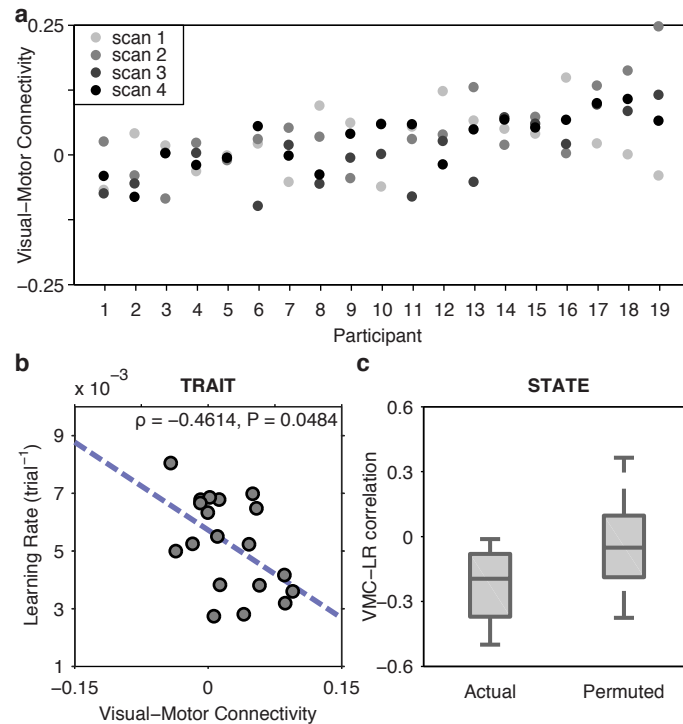 a
0.25
scan 1
scan 2
scan 3
scan 4
0
−0.25
Visual−Motor Connectivity
1 2 3 4 5 6 7 8 9 10 11 12 13 14 15 16 17 18 19
Participant
b
x 10−3
TRAIT
ρ = −0.4614, P = 0.0484
9
7
5
3
1
Learning Rate (trial−1)
−0.15 0 0.15
Visual−Motor Connectivity
c
STATE
0.6
0.3
0
−0.3
−0.6
VMC−LR correlation
Actual Permuted